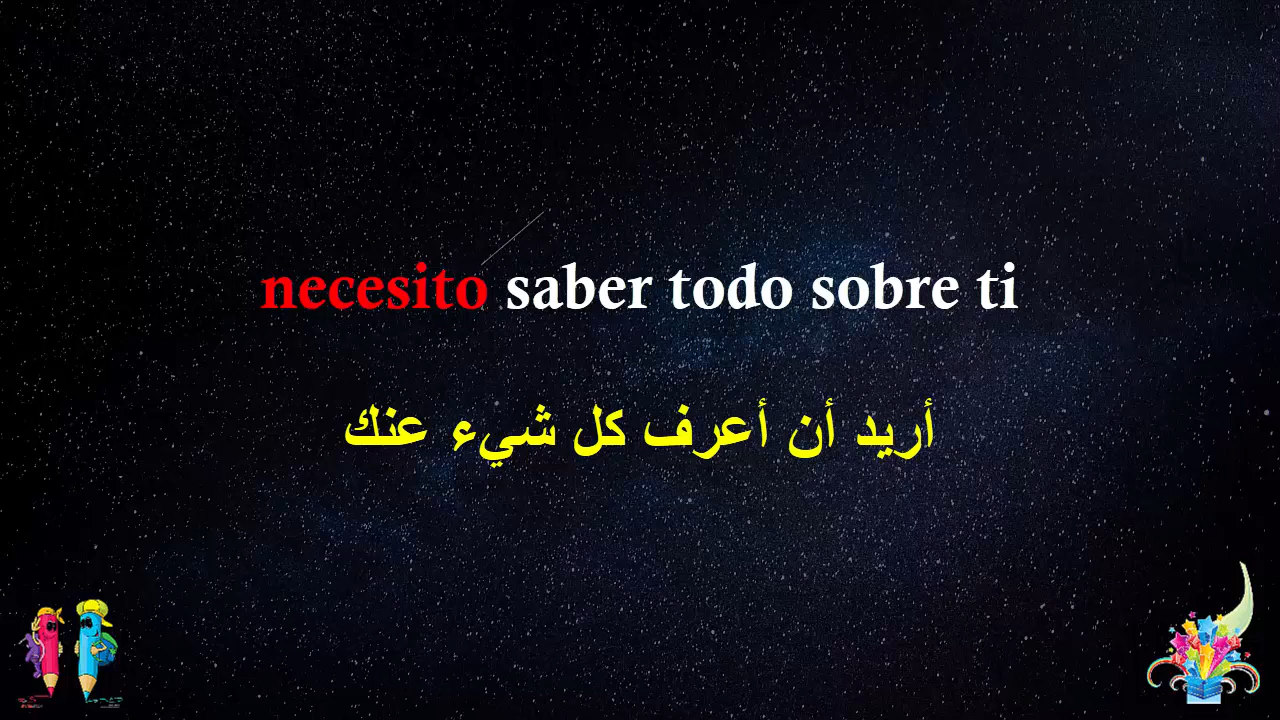 necesito saber todo sobre ti
أريد أن أعرف كل شيء عنك